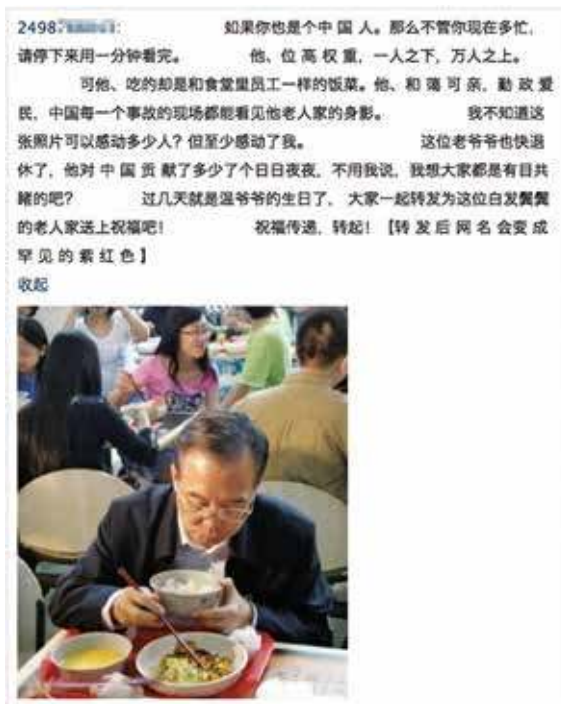 2498 :　如果你也是个中 国 人。那么不管你现在多忙，
请停下来用一分钟看完。　他、位 高 权 重，一人之下，万人之上。
可他、吃的却是和食堂里员工一样的饭菜。他、和 蔼 可 亲，勤 政 爱
民，中国每一个事故的现场都能看见他老人家的身影。　我不知道这
张照片可以感动多少人？但至少感动了我。　这位老爷爷也快退
休了，他对 中 国 贡 献了多少了个日日夜夜，不用我说，我想大家都是有目共
睹的吧？　过几天就是温爷爷的生日了， 大家一起转发为这位白发鬓鬓
的老人家送上祝福吧！　祝福传递，转起！【转 发 后 网 名 会变 成
罕 见 的 紫 红 色 】
收起